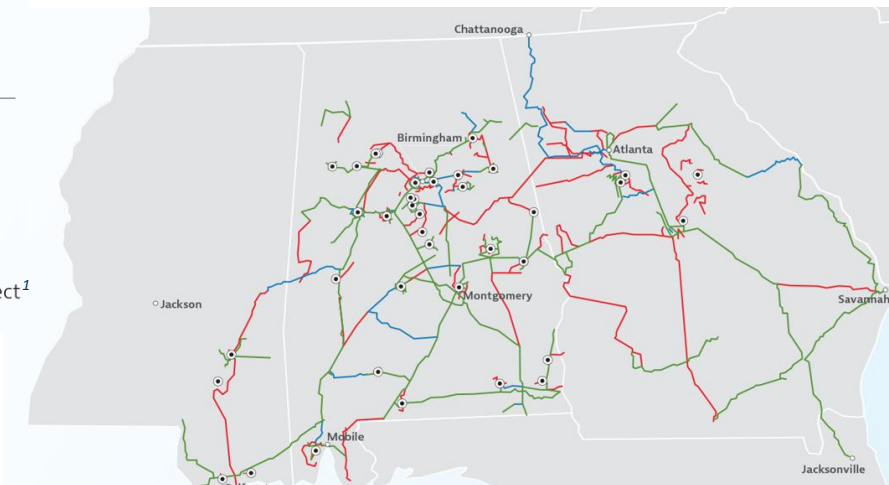 Chattanooga
Birmingham
Atlanta
ect¹
Jackson
Montgomery
Savannah
Mobile
Jacksonville